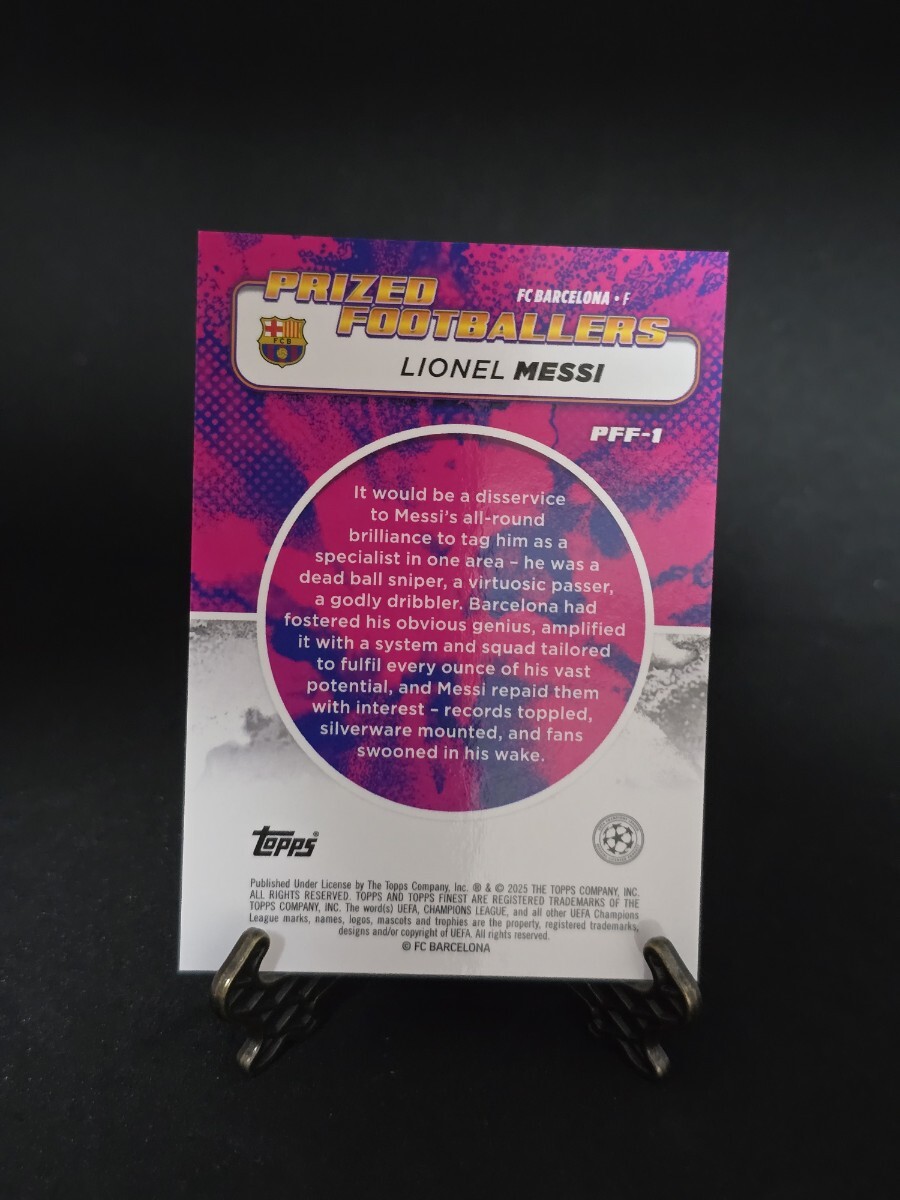 PRIZED
FC BARCELONA • F
FOOTBALLERS
FCB
LIONEL MESSI
PFF-1
It would be a disservice
to Messi's all-round
brilliance to tag him as a
specialist in one area – he was a
dead ball sniper, a virtuosic passer,
a godly dribbler. Barcelona had
fostered his obvious genius, amplified
it with a system and squad tailored
to fulfil every ounce of his vast
potential, and Messi repaid them
with interest – records toppled,
silverware mounted, and fans
swooned in his wake.
topps®
Published Under License by The Topps Company, Inc. ® & © 2025 THE TOPPS COMPANY, INC.
ALL RIGHTS RESERVED. TOPPS AND TOPPS FINEST ARE REGISTERED TRADEMARKS OF THE
TOPPS COMPANY, INC. The word(s) UEFA, CHAMPIONS LEAGUE, and all other UEFA Champions
League marks, names, logos, mascots and trophies are the property, registered trademarks,
designs and/or copyright of UEFA. All rights reserved.
© FC BARCELONA